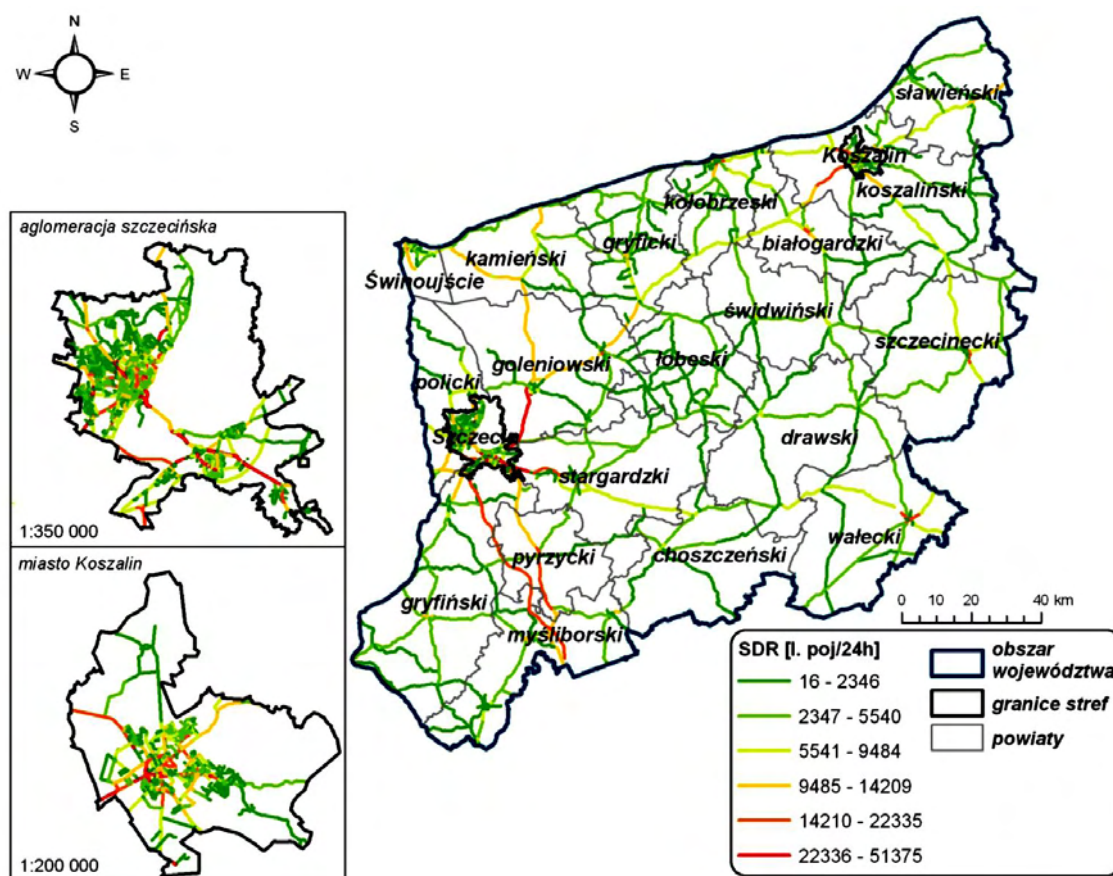 N
W
E
S
aglomeracja szczecińska
1:350 000
miasto Koszalin
1:200 000
sławieński
Koszalin
koszaliński
kołobrzeski
gryficki
białogardzki
kamieński
Świnoujście
świdwiński
szczecinecki
goleniowski
łobeski
policki
Szczecin
drawski
stargardzki
wałecki
pyrzycki
choszczeński
gryfiński
myśliborski
0 10 20 40 km
SDR [l. poj/24h]
16 - 2346
2347 - 5540
5541 - 9484
9485 - 14209
14210 - 22335
22336 - 51375
obszar
województwa
granice stref
powiaty